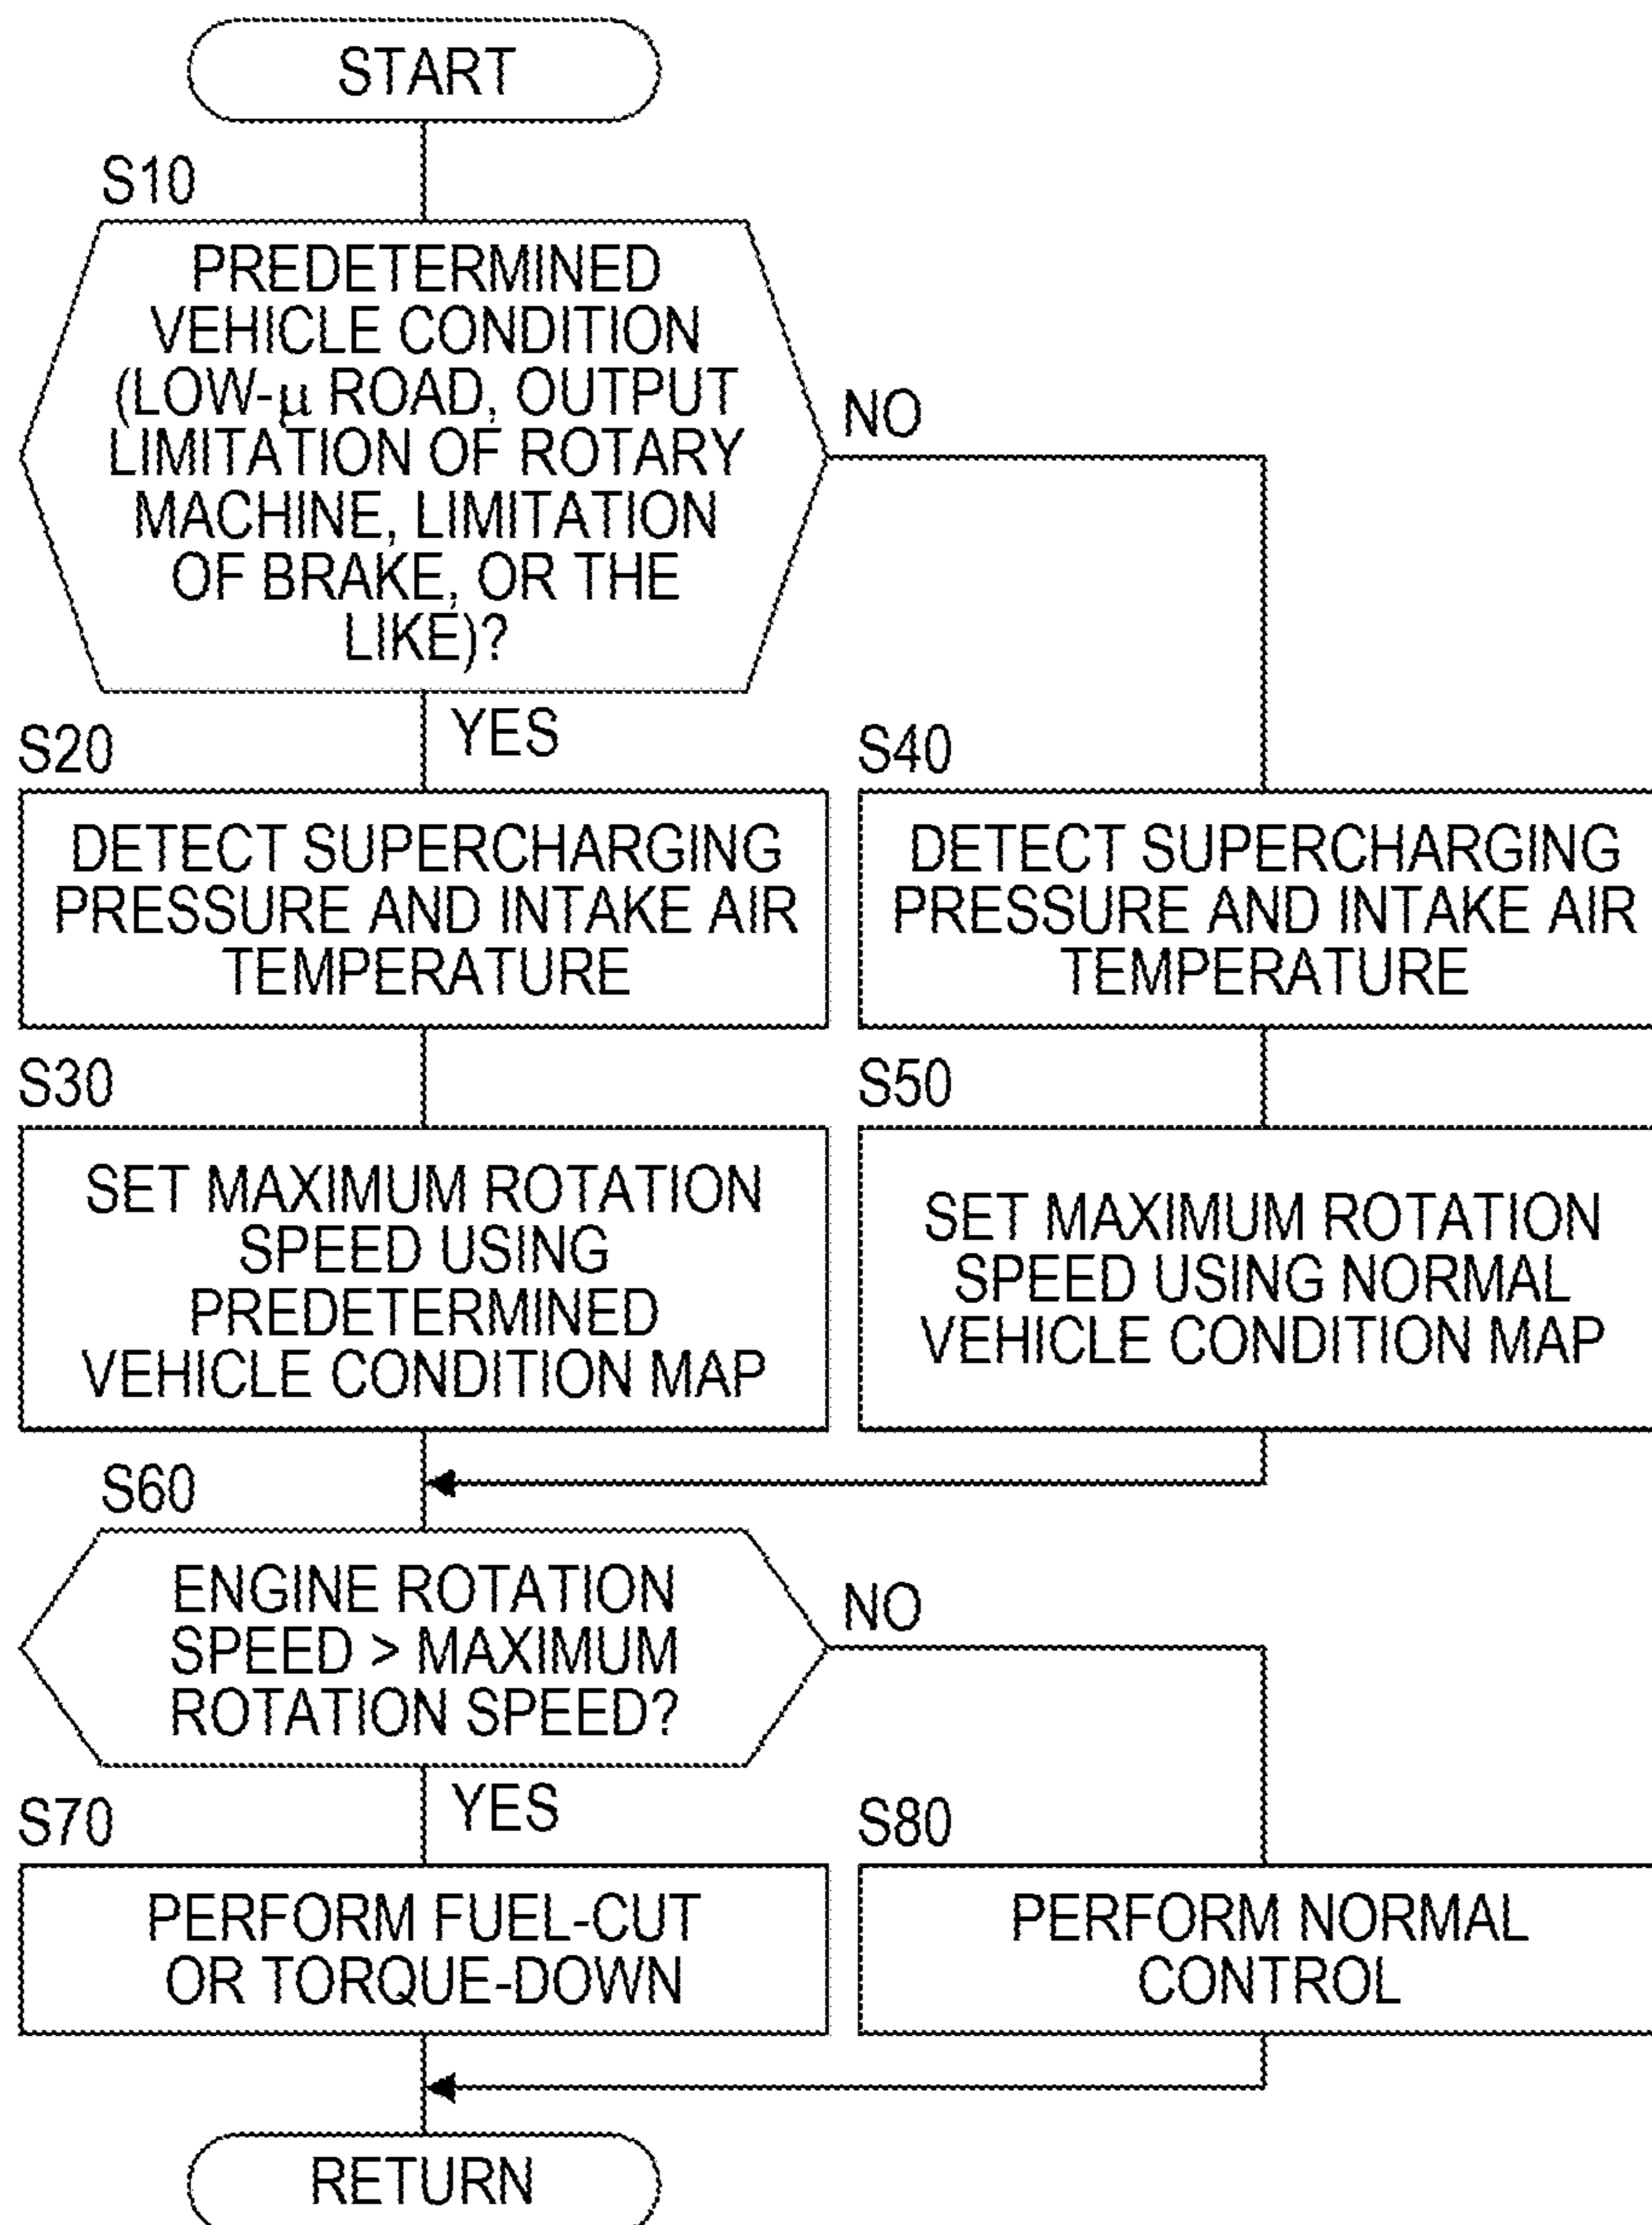 START
S10
PREDETERMINED
VEHICLE CONDITION
(LOW-μ ROAD, OUTPUT
LIMITATION OF ROTARY
MACHINE, LIMITATION
OF BRAKE, OR THE
LIKE)?
NO
YES
S20
DETECT SUPERCHARGING
PRESSURE AND INTAKE AIR
TEMPERATURE
S40
DETECT SUPERCHARGING
PRESSURE AND INTAKE AIR
TEMPERATURE
S30
SET MAXIMUM ROTATION
SPEED USING
PREDETERMINED
VEHICLE CONDITION MAP
S50
SET MAXIMUM ROTATION
SPEED USING NORMAL
VEHICLE CONDITION MAP
S60
ENGINE ROTATION
SPEED > MAXIMUM
ROTATION SPEED?
NO
YES
S70
PERFORM FUEL-CUT
OR TORQUE-DOWN
S80
PERFORM NORMAL
CONTROL
RETURN